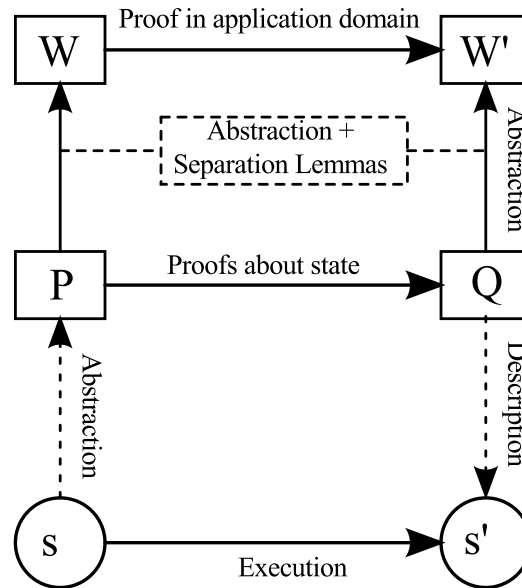 Proof in application domain
W
W'
Abstraction +
Separation Lemmas
Abstraction
Proofs about state
P
Q
Abstraction
Description
s
s'
Execution